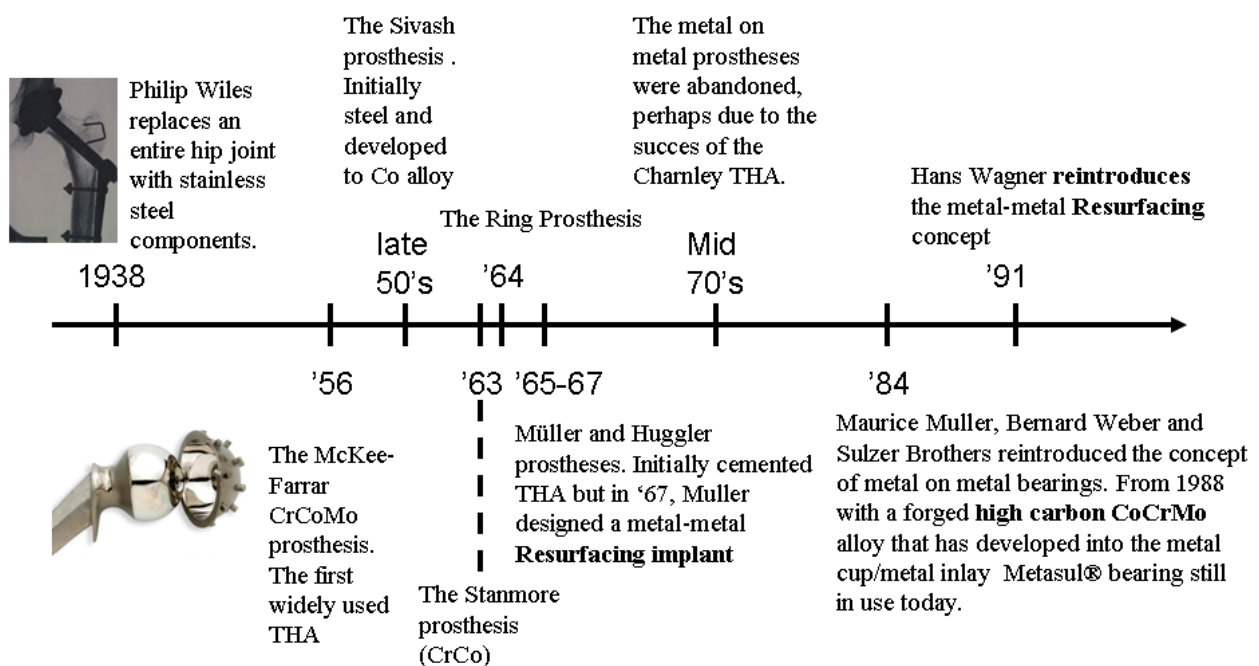 Philip Wiles
replaces an
entire hip joint
with stainless
steel
components.
1938
The McKee-
Farrar
CrCoMo
prosthesis.
The first
widely used
THA
'56
The Sivash
prosthesis .
Initially
steel and
developed
to Co alloy
late
50's
'63
The Stanmore
prosthesis
(CrCo)
The Ring Prosthesis
'64
'65-67
Müller and Huggler
prostheses. Initially cemented
THA but in ‘67, Muller
designed a metal-metal
Resurfacing implant
The metal on
metal prostheses
were abandoned,
perhaps due to the
succes of the
Charnley THA.
Mid
70's
'84
Maurice Muller, Bernard Weber and
Sulzer Brothers reintroduced the concept
of metal on metal bearings. From 1988
with a forged high carbon CoCrMo
alloy that has developed into the metal
cup/metal inlay Metasul® bearing still
in use today.
Hans Wagner reintroduces
the metal-metal Resurfacing
concept
'91